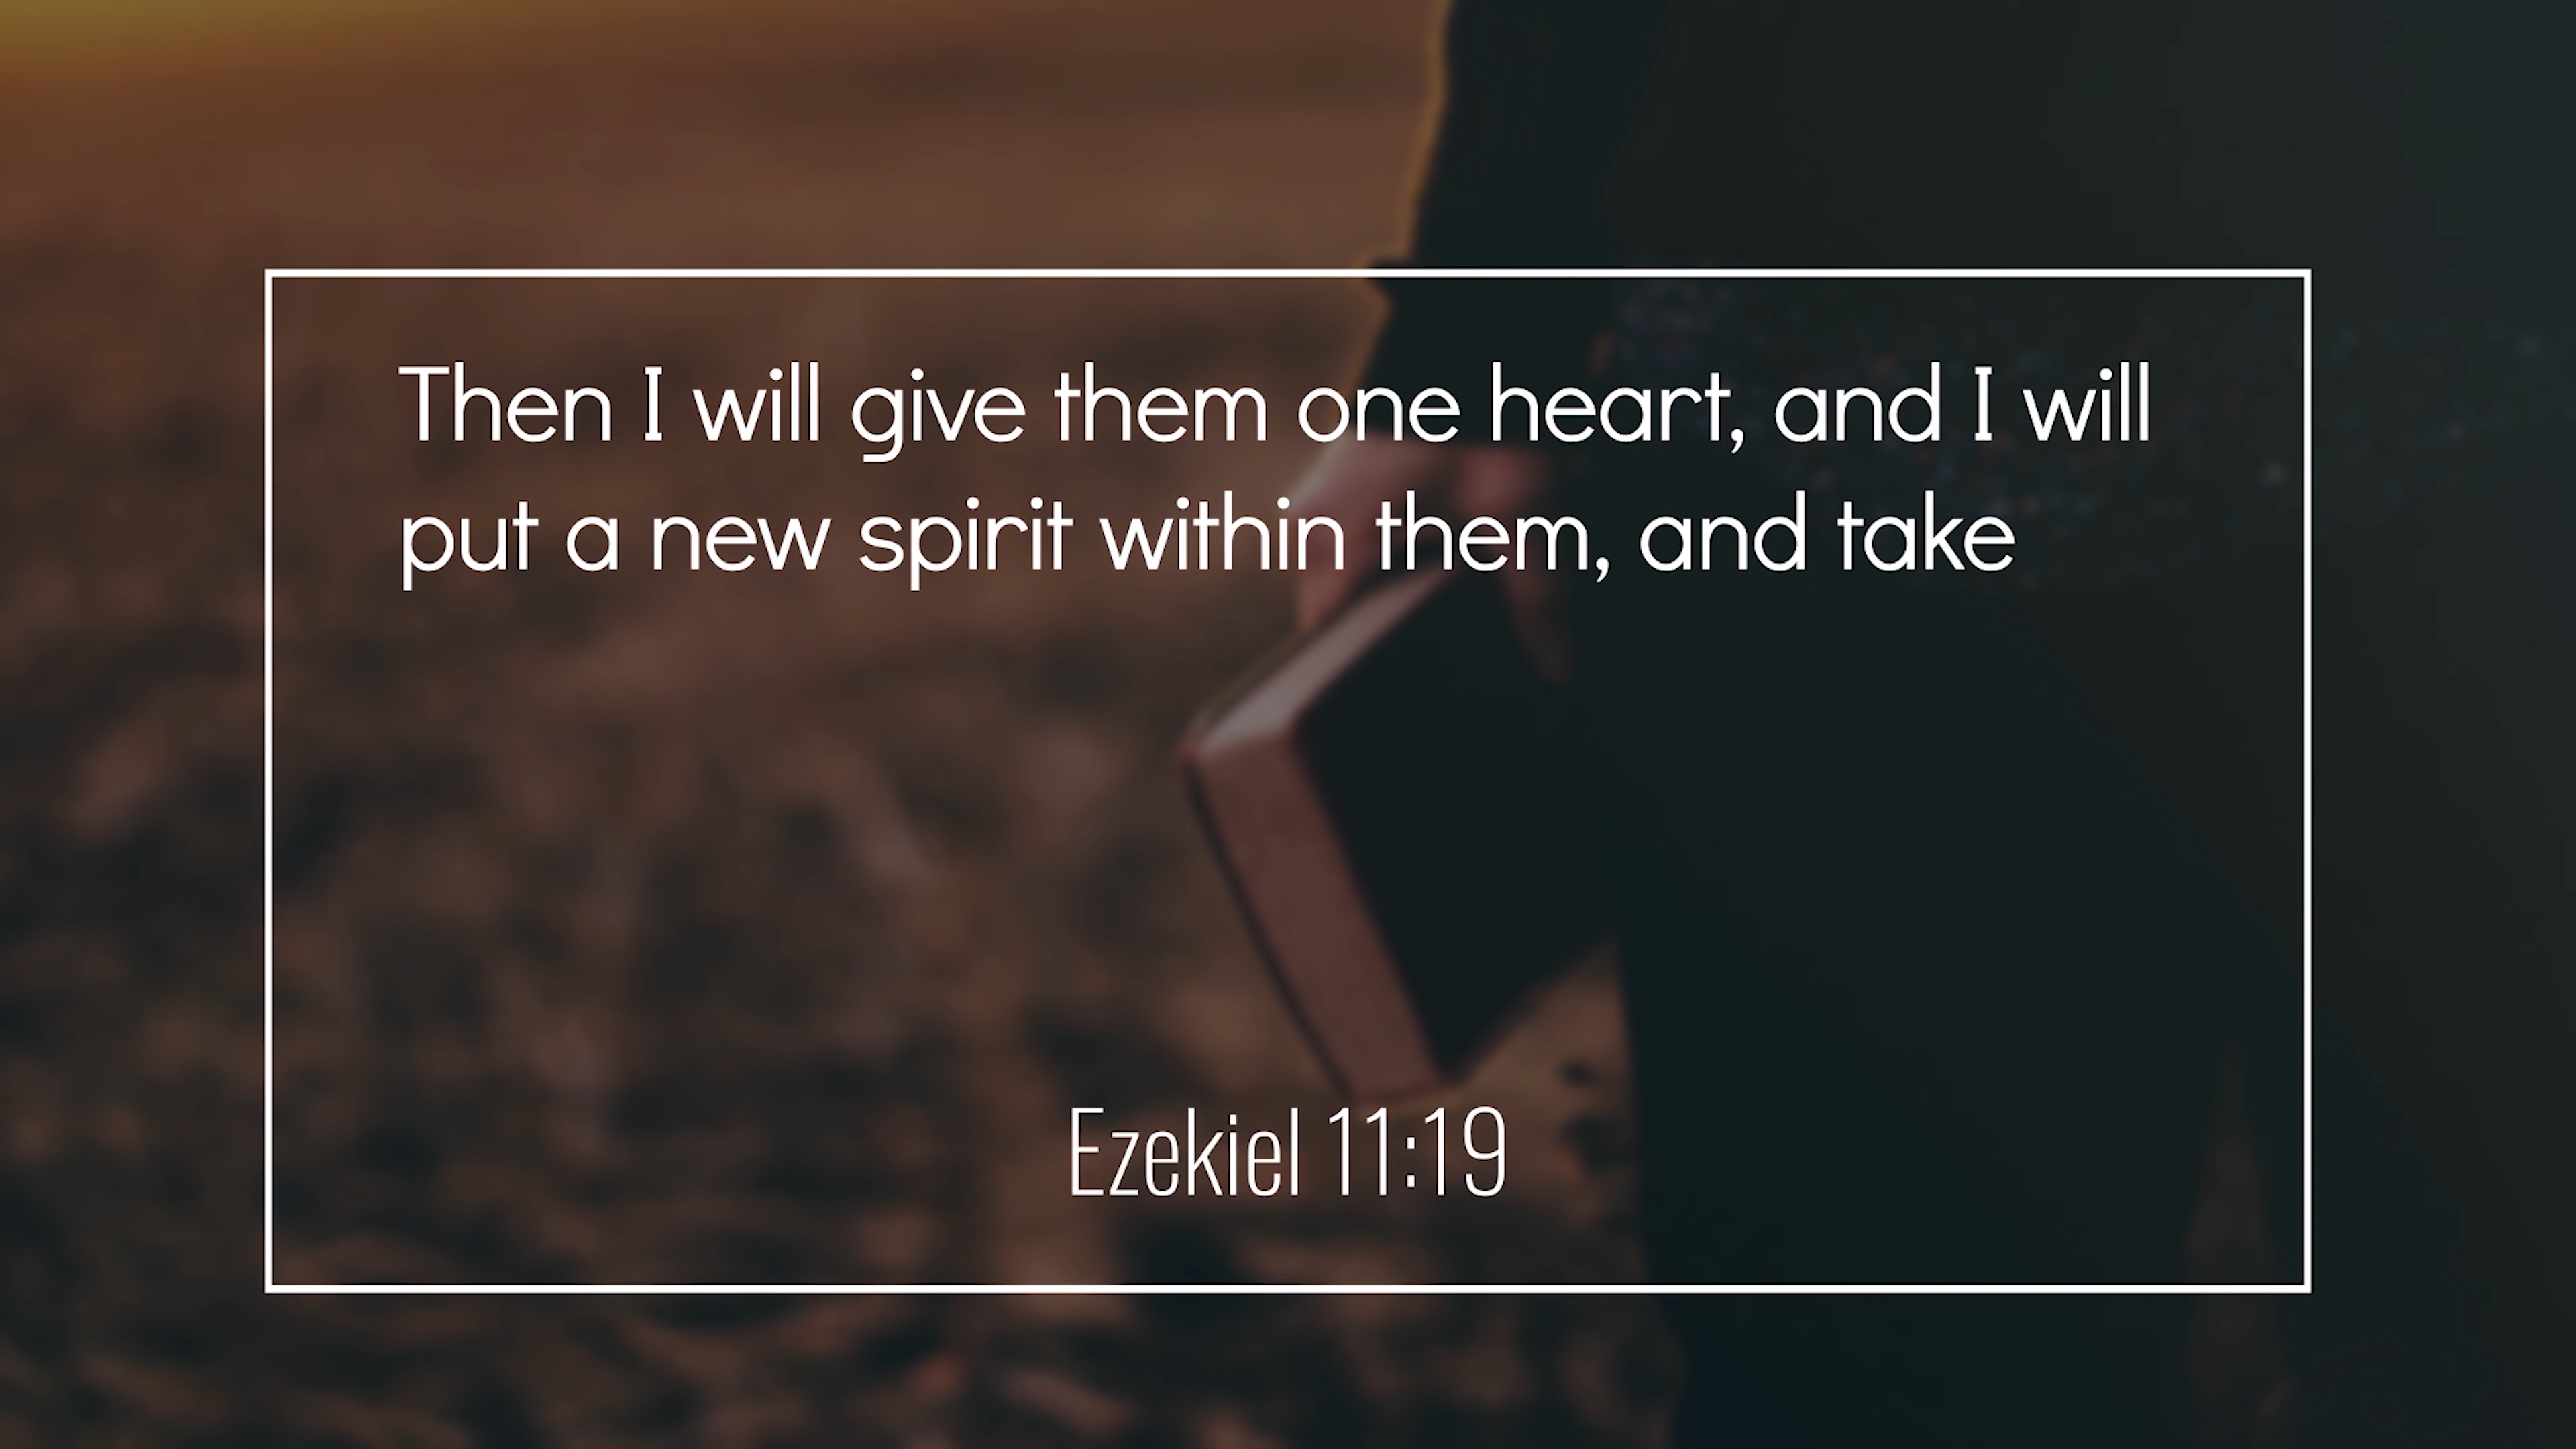 Then I will give them one heart, and I will
put a new spirit within them, and take
Ezekiel 11:19